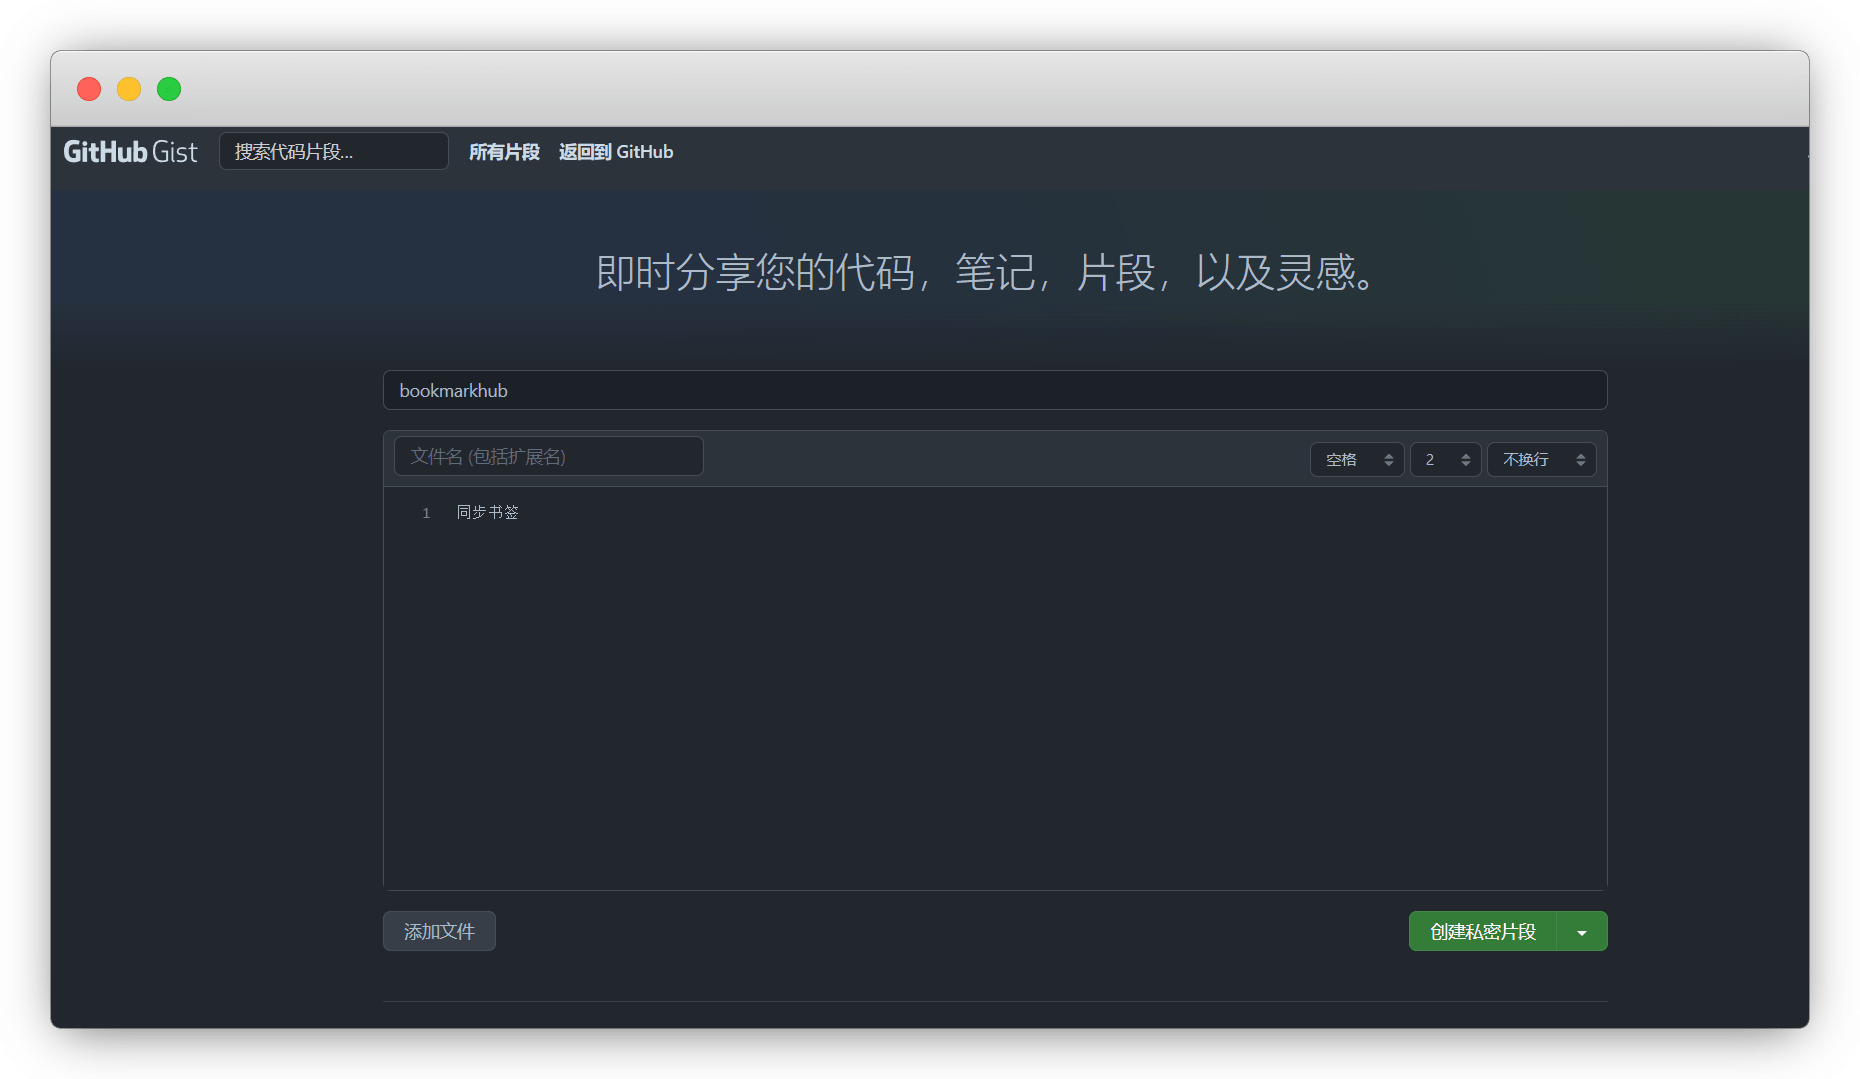 GitHub Gist 搜索代码片段... 所有片段 返回到 GitHub
即时分享您的代码，笔记，片段，以及灵感。
bookmarkhub
文件名 (包括扩展名) 空格 2 不换行
1 同步书签
添加文件 创建私密片段